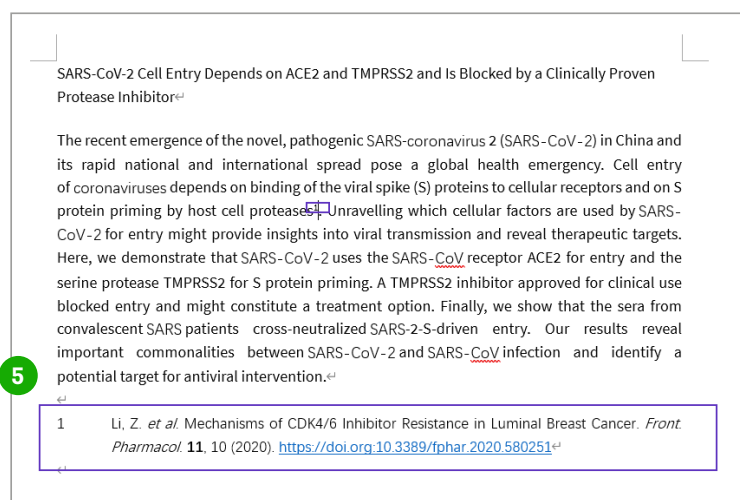 SARS-CoV-2 Cell Entry Depends on ACE2 and TMPRSS2 and Is Blocked by a Clinically Proven
Protease Inhibitor↵
The recent emergence of the novel, pathogenic SARS-coronavirus 2 (SARS-CoV-2) in China and
its rapid national and international spread pose a global health emergency. Cell entry
of coronaviruses depends on binding of the viral spike (S) proteins to cellular receptors and on S
protein priming by host cell proteases¹. Unravelling which cellular factors are used by SARS-
CoV-2 for entry might provide insights into viral transmission and reveal therapeutic targets.
Here, we demonstrate that SARS-CoV-2 uses the SARS-CoV receptor ACE2 for entry and the
serine protease TMPRSS2 for S protein priming. A TMPRSS2 inhibitor approved for clinical use
blocked entry and might constitute a treatment option. Finally, we show that the sera from
convalescent SARS patients cross-neutralized SARS-2-S-driven entry. Our results reveal
important commonalities between SARS-CoV-2 and SARS-CoV infection and identify a
5
potential target for antiviral intervention.↵
↵
1 Li, Z. et al. Mechanisms of CDK4/6 Inhibitor Resistance in Luminal Breast Cancer. Front.
Pharmacol. 11, 10 (2020). https://doi.org:10.3389/fphar.2020.580251↵
↵